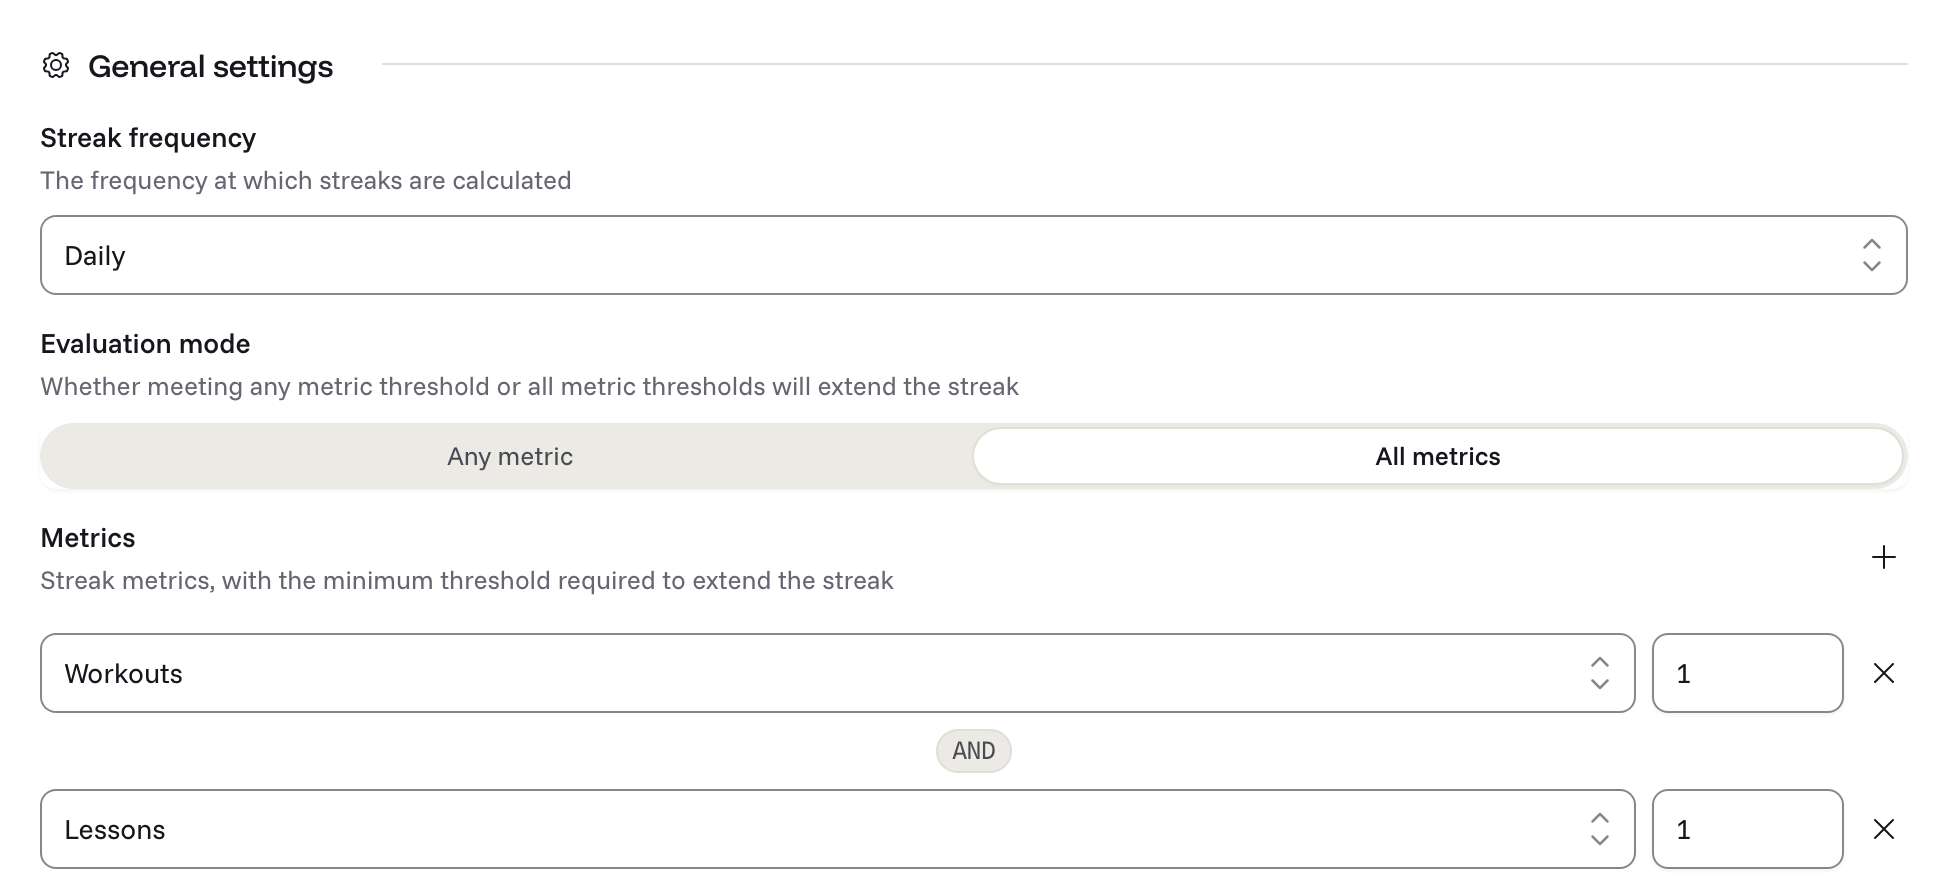 General settings
Streak frequency
The frequency at which streaks are calculated
Daily
Evaluation mode
Whether meeting any metric threshold or all metric thresholds will extend the streak
Any metric
All metrics
Metrics
Streak metrics, with the minimum threshold required to extend the streak
Workouts
1
AND
Lessons
1